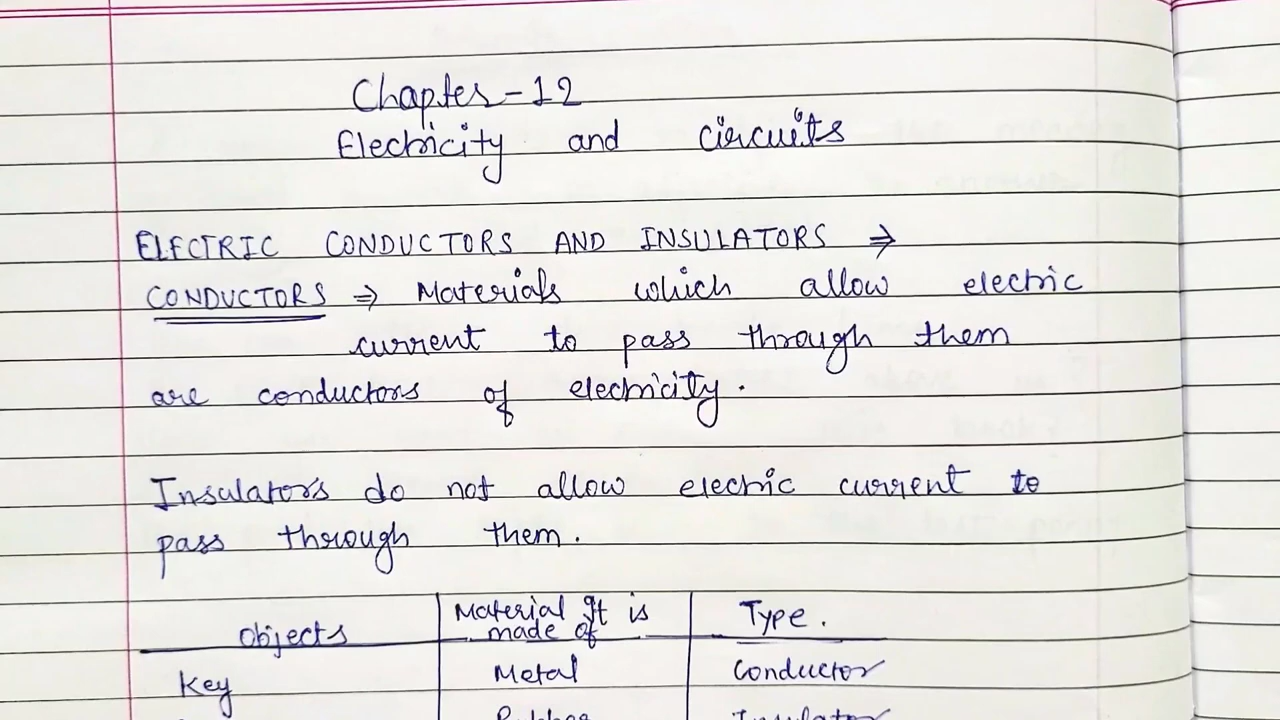 Chapter-12
Electricity and circuits
ELECTRIC CONDUCTORS AND INSULATORS ⇒
CONDUCTORS ⇒ Materials which allow electric
current to pass through them
are conductors of electricity.
Insulators do not allow electric current to
pass through them.
Objects Material It is made of Type.
Key Metal Conductor
Rubber Insulator